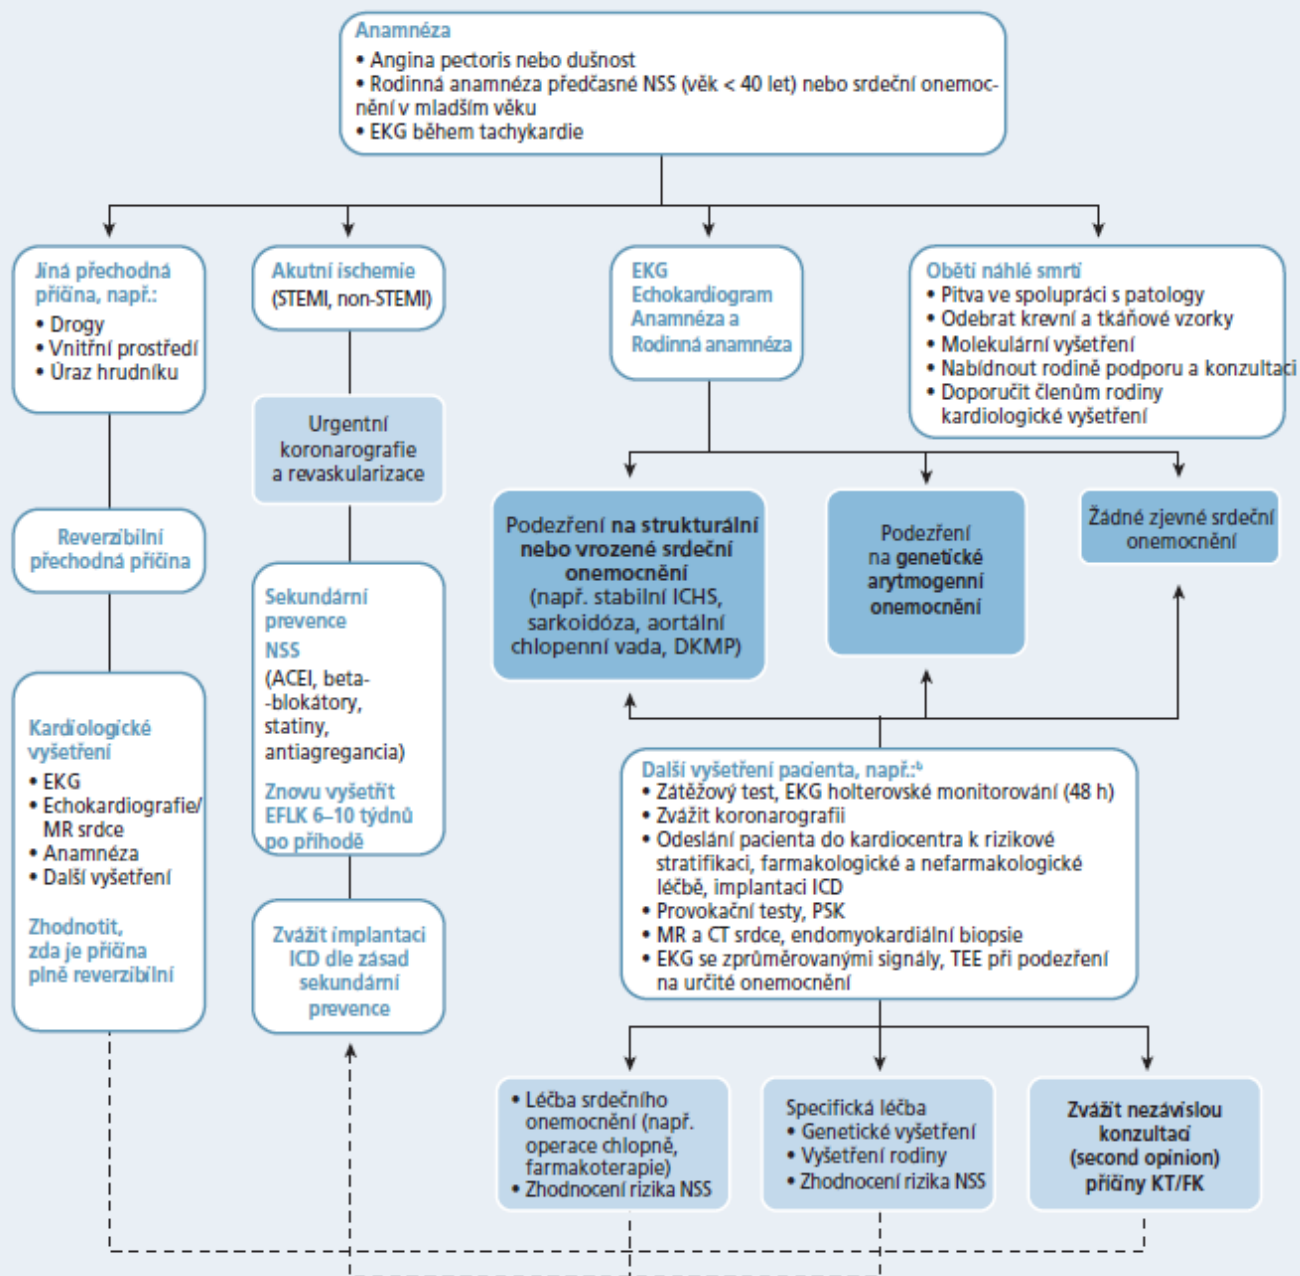 Anamnéza
• Angina pectoris nebo dušnost
• Rodinná anamnéza předčasné NSS (věk < 40 let) nebo srdeční onemoc-
nění v mladším věku
• EKG během tachykardie
Jiná přechodná
příčina, např.:
• Drogy
• Vnitřní prostředí
• Úraz hrudníku
Akutní ischemie
(STEMI, non-STEMI)
EKG
Echokardiogram
Anamnéza a
Rodinná anamnéza
Obětí náhlé smrtí
• Pitva ve spolupráci s patology
• Odebrat krevní a tkáňové vzorky
• Molekulární vyšetření
• Nabídnout rodině podporu a konzultaci
• Doporučit členům rodiny
kardiologické vyšetření
Urgentní
koronarografie
a revaskularizace
Podezření na strukturální
nebo vrozené srdeční
onemocnění
(např. stabilní ICHS,
sarkoidóza, aortální
chlopenní vada, DKMP)
Podezření
na genetické
arytmogenní
onemocnění
Žádné zjevné srdeční
onemocnění
Reverzibilní
přechodná příčina
Sekundární
prevence
NSS
(ACEI, beta-
-blokátory,
statiny,
antiagregancia)
Znovu vyšetřit
EFLK 6–10 týdnů
po příhodě
Kardiologické
vyšetření
• EKG
• Echokardiografie/
MR srdce
• Anamnéza
• Další vyšetření
Zhodnotit,
zda je příčina
plně reverzibilní
Zvážit implantaci
ICD dle zásad
sekundární
prevence
Další vyšetření pacienta, např.:ᵇ
• Zátěžový test, EKG holterovské monitorování (48 h)
• Zvážit koronarografii
• Odeslání pacienta do kardiocentra k rizikové
stratifikaci, farmakologické a nefarmakologické
léčbě, implantaci ICD
• Provokační testy, PSK
• MR a CT srdce, endomyokardiální biopsie
• EKG se zprůměrovanými signály, TEE při podezření
na určité onemocnění
• Léčba srdečního
onemocnění (např.
operace chlopně,
farmakoterapie)
• Zhodnocení rizika NSS
Specifická léčba
• Genetické vyšetření
• Vyšetření rodiny
• Zhodnocení rizika NSS
Zvážit nezávislou
konzultaci
(second opinion)
příčiny KT/FK